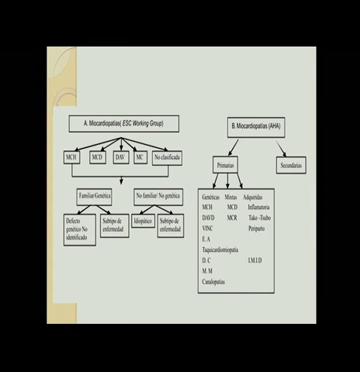 A. Miocardiopatías( ESC Working Group)
MCH
MCD
DAV
MC
No clasificada
Familiar/Genética
No familiar/ No genética
Defecto
genético No
identificado
Subtipo de
enfermedad
Idiopático
Subtipo de
enfermedad
B. Miocardiopatías (AHA)
Primarias
Secundarias
Genéticas Mixtas Adquiridas
MCH MCD Inflamatoria
DAVD MCR Tako -Tsubo
VINC Periparto
E. A
Taquicardiomiopatía
D. C I.M.I.D
M. M
Canalopatías